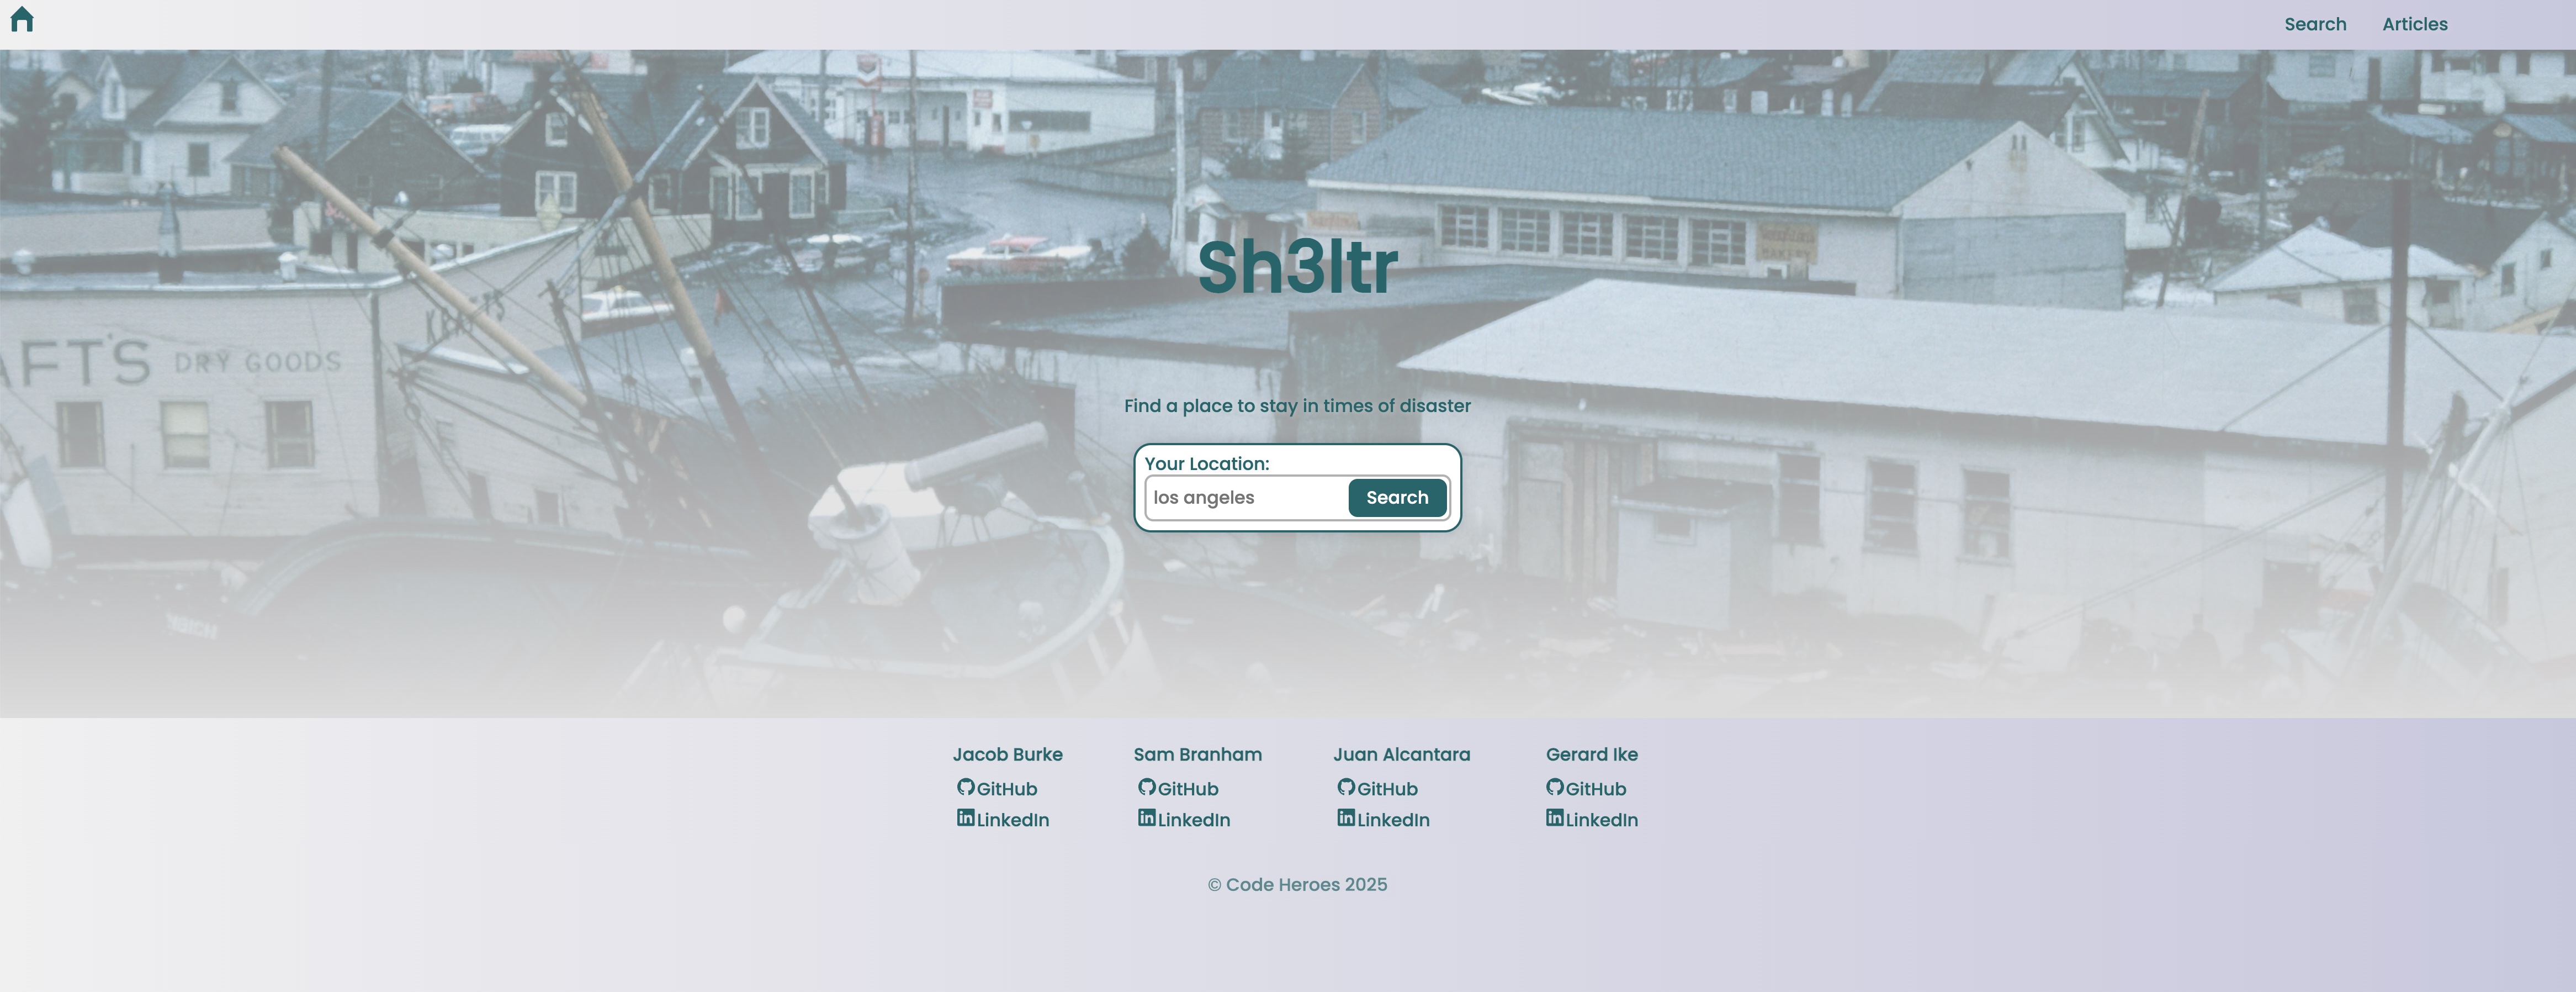 Search Articles
AFT'S DRY GOODS
Sh3ltr
Find a place to stay in times of disaster
Your Location:
los angeles
Search
Jacob Burke
GitHub
LinkedIn
Sam Branham
GitHub
LinkedIn
Juan Alcantara
GitHub
LinkedIn
Gerard Ike
GitHub
LinkedIn
© Code Heroes 2025